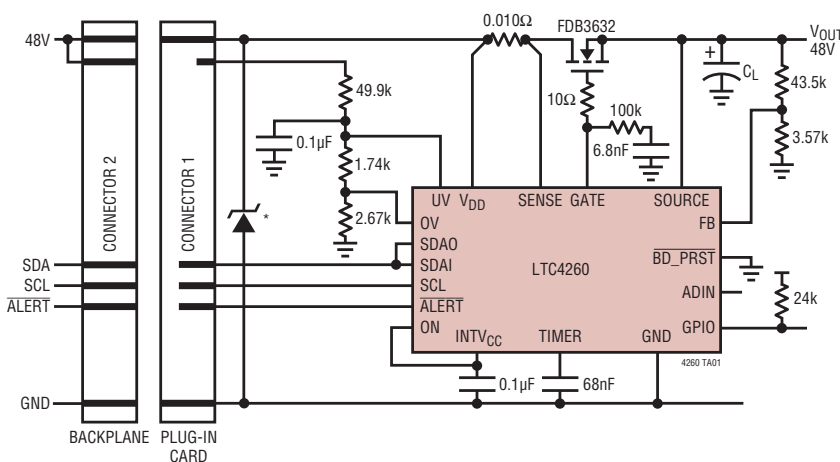 0.010Ω
FDB3632
48V
VOUT
48V
+
CL
43.5k
49.9k
10Ω
100k
0.1µF
6.8nF
3.57k
1.74k
CONNECTOR 2
CONNECTOR 1
*
2.67k
UV
VDD
SENSE
GATE
SOURCE
OV
FB
SDAO
SDA
SDAI
LTC4260
BD_PRST
SCL
SCL
ADIN
24k
ALERT
ALERT
ON
GPIO
INTVCC
TIMER
GND
4260 TA01
0.1µF
68nF
GND
BACKPLANE
PLUG-IN
CARD